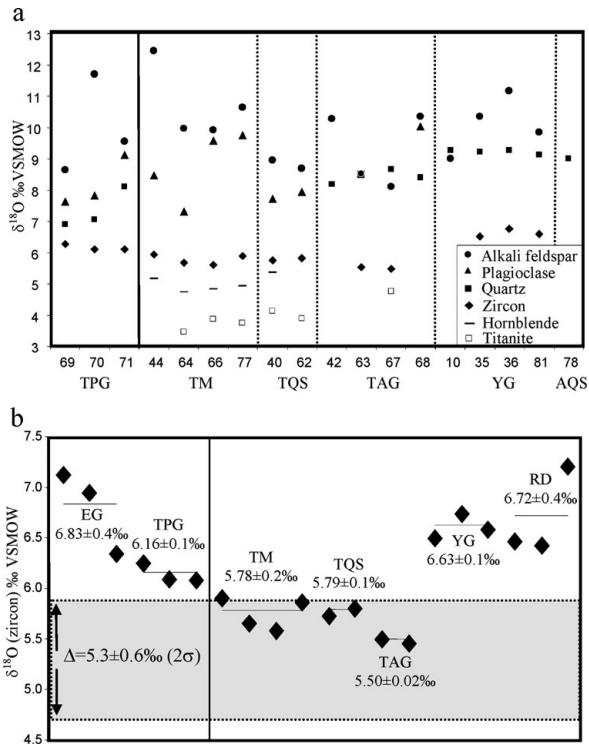 a
13
12
11
10
9
8
7
6
5
4
3
δ¹⁸O ‰ VSMOW
Alkali feldspar
Plagioclase
Quartz
Zircon
Hornblende
Titanite
69 70 71 44 64 66 77 40 62 42 63 67 68 10 35 36 81 78
TPG TM TQS TAG YG AQS
b
7.5
7.0
6.5
6.0
5.5
5.0
4.5
δ¹⁸O (zircon) ‰ VSMOW
EG
6.83±0.4‰
TPG
6.16±0.1‰
TM
5.78±0.2‰
TQS
5.79±0.1‰
TAG
5.50±0.02‰
YG
6.63±0.1‰
RD
6.72±0.4‰
Δ=5.3±0.6‰ (2σ)